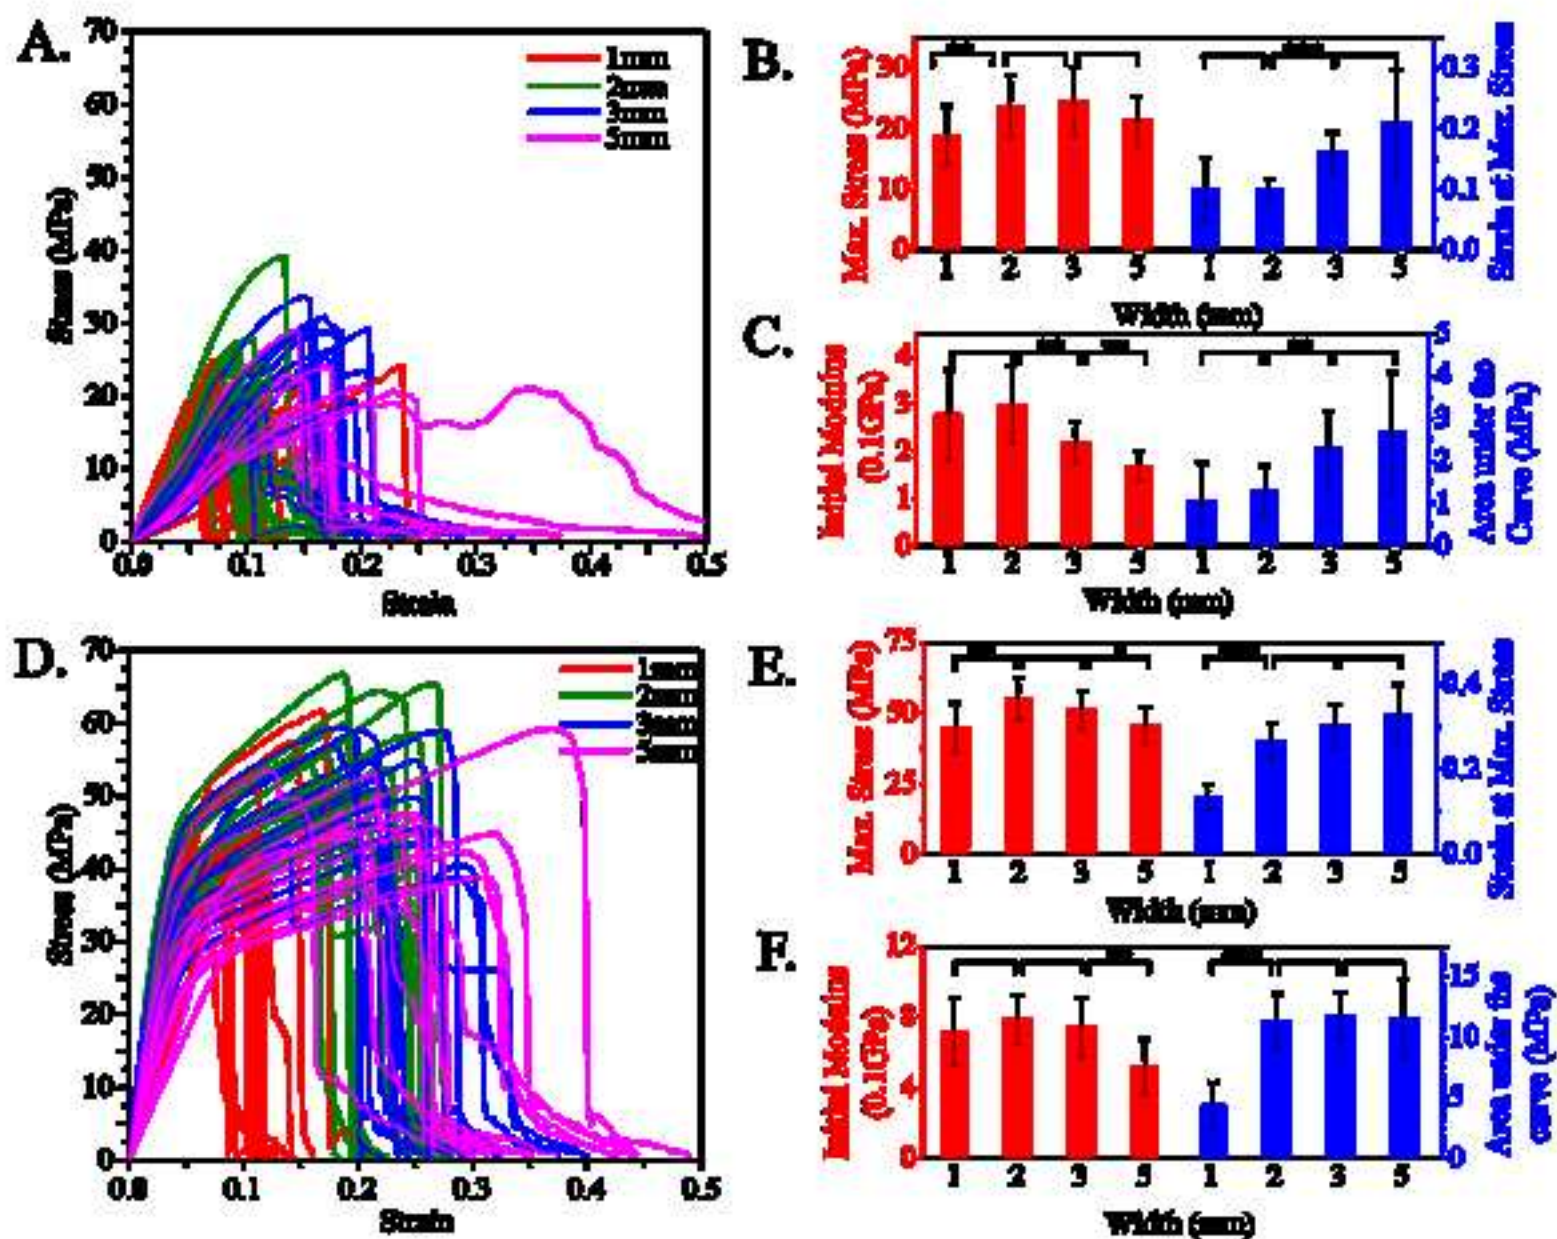 A.
70
60
50
40
30
20
10
0
Stress (MPa)
0.0 0.1 0.2 0.3 0.4 0.5
Strain
1mm
2mm
3mm
5mm
B.
Max. Stress (MPa)
30
20
10
0
1 2 3 5 1 2 3 5
Width (mm)
0.3
0.2
0.1
0.0
Strain at Max. Stress
C.
Initial Modulus
(0.1GPa)
4
3
2
1
0
1 2 3 5 1 2 3 5
Width (mm)
5
4
3
2
1
0
Area under the
Curve (MPa)
D.
70
60
50
40
30
20
10
0
Stress (MPa)
0.0 0.1 0.2 0.3 0.4 0.5
Strain
1mm
2mm
3mm
5mm
E.
Max. Stress (MPa)
75
50
25
0
1 2 3 5 1 2 3 5
Width (mm)
0.4
0.2
0.0
Strain at Max. Stress
F.
Initial Modulus
(0.1GPa)
12
8
4
0
1 2 3 5 1 2 3 5
Width (mm)
15
10
5
0
Area under the
curve (MPa)